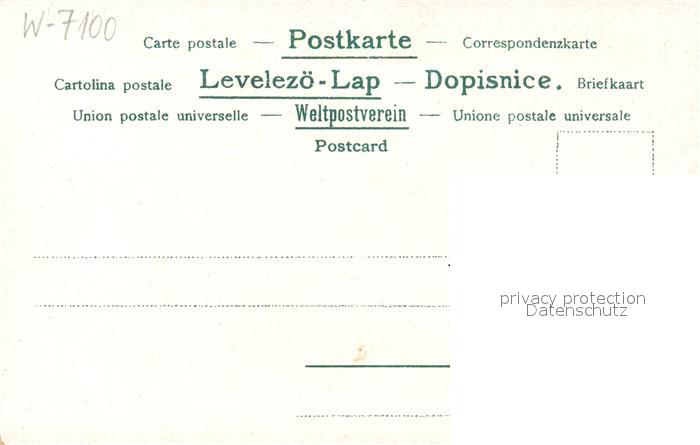 W-7100
Carte postale — Postkarte — Correspondenzkarte
Cartolina postale Levelezö-Lap — Dopisnice. Briefkaart
Union postale universelle — Weltpostverein — Unione postale universale
Postcard
privacy protection
Datenschutz